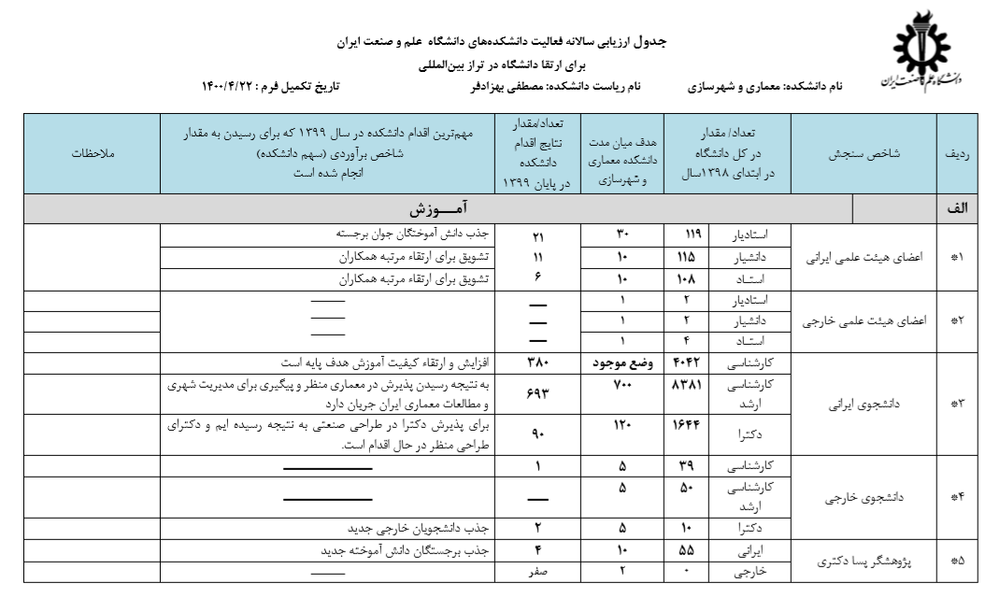 جدول ارزیابی سالانه فعالیت دانشکده‌های دانشگاه علم و صنعت ایران
برای ارتقا دانشگاه در تراز بین‌المللی
دانشگاه علم و صنعت ایران
نام دانشکده: معماری و شهرسازی نام ریاست دانشکده: مصطفی بهزادفر تاریخ تکمیل فرم : ۱۴۰۰/۴/۲۲
ردیف
شاخص سنجش
تعداد/ مقدار
در کل دانشگاه
در ابتدای ۱۳۹۸سال
هدف میان مدت
دانشکده معماری
و شهرسازی
تعداد/مقدار
نتایج اقدام
دانشکده
در پایان ۱۳۹۹
مهم‌ترین اقدام دانشکده در سال ۱۳۹۹ که برای رسیدن به مقدار
شاخص برآوردی (سهم دانشکده)
انجام شده است
ملاحظات
الف آمـــوزش
*۱ اعضای هیئت علمی ایرانی
استادیار ۱۱۹ ۳۰ ۲۱ جذب دانش آموختگان جوان برجسته
دانشیار ۱۱۵ ۱۰ ۱۱ تشویق برای ارتقاء مرتبه همکاران
استـاد ۱۰۸ ۱۰ ۶ تشویق برای ارتقاء مرتبه همکاران
*۲ اعضای هیئت علمی خارجی
استادیار ۲ ۱ — ——
دانشیار ۲ ۱ — ——
استـاد ۴ ۱ — ——
*۳ دانشجوی ایرانی
کارشناسی ۴۰۴۲ وضع موجود ۳۸۰ افزایش و ارتقاء کیفیت آموزش هدف پایه است
کارشناسی ۸۳۸۱ ۷۰۰ ۶۹۳ به نتیجه رسیدن پذیرش در معماری منظر و پیگیری برای مدیریت شهری
ارشد و مطالعات معماری ایران جریان دارد
دکترا ۱۶۴۴ ۱۲۰ ۹۰ برای پذیرش دکترا در طراحی صنعتی به نتیجه رسیده ایم و دکترای
طراحی منظر در حال اقدام است.
*۴ دانشجوی خارجی
کارشناسی ۳۹ ۵ ۱ ————
کارشناسی ۵۰ ۵ — ————
ارشد
دکترا ۱۰ ۵ ۲ جذب دانشجویان خارجی جدید
*۵ پژوهشگر پسا دکتری
ایرانی ۵۵ ۱۰ ۴ جذب برجستگان دانش آموخته جدید
خارجی ۰ ۲ صفر ——